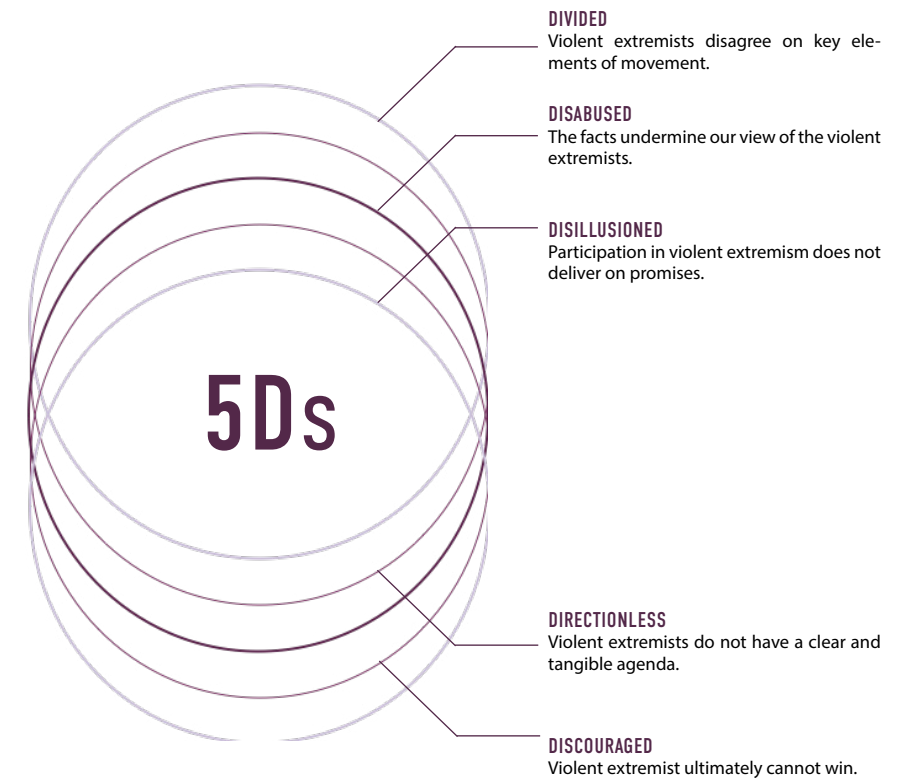 DIVIDED
Violent extremists disagree on key ele-
ments of movement.
DISABUSED
The facts undermine our view of the violent
extremists.
DISILLUSIONED
Participation in violent extremism does not
deliver on promises.
5Ds
DIRECTIONLESS
Violent extremists do not have a clear and
tangible agenda.
DISCOURAGED
Violent extremist ultimately cannot win.